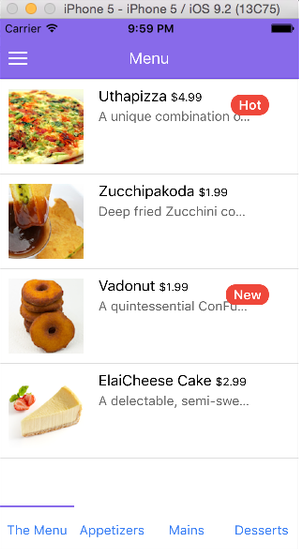 iPhone 5 - iPhone 5 / iOS 9.2 (13C75)
Carrier 9:59 PM
Menu
Uthapizza $4.99
Hot
A unique combination o...
Zucchipakoda $1.99
Deep fried Zucchini co...
Vadonut $1.99
New
A quintessential ConFu...
ElaiCheese Cake $2.99
A delectable, semi-swe...
The Menu Appetizers Mains Desserts